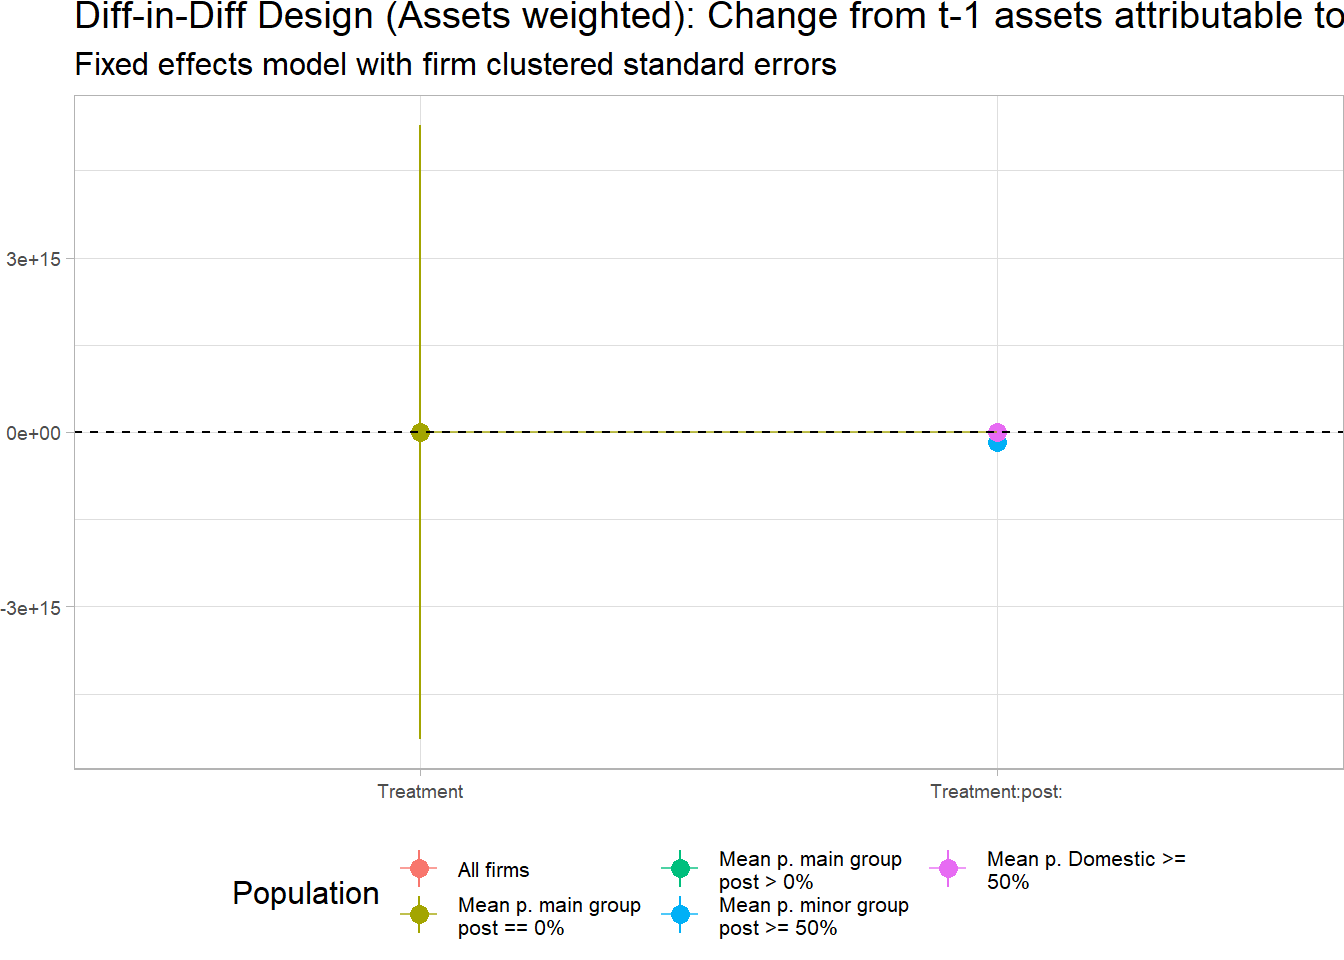 Diff-in-Diff Design (Assets weighted): Change from t-1 assets attributable to
Fixed effects model with firm clustered standard errors
3e+15
0e+00
-3e+15
Treatment
Treatment:post:
Population
All firms
Mean p. main group
post == 0%
Mean p. main group
post > 0%
Mean p. minor group
post >= 50%
Mean p. Domestic >=
50%